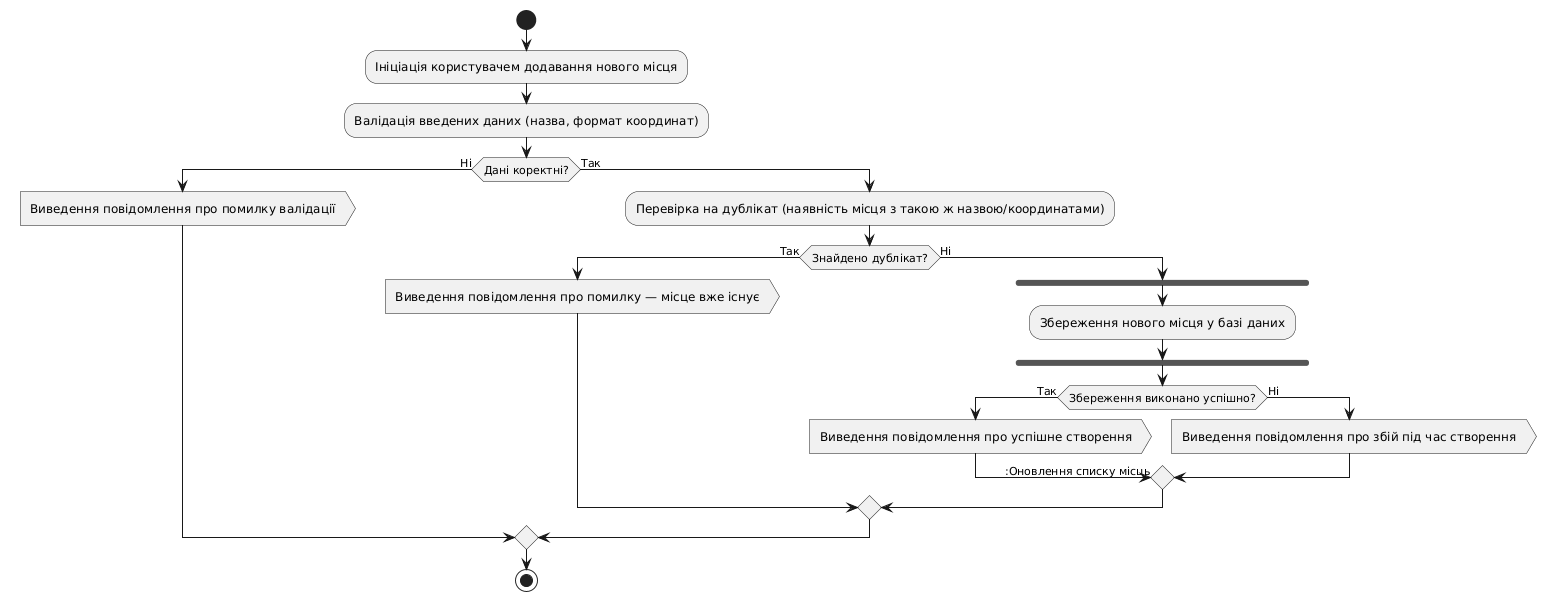 Ініціація користувачем додавання нового місця
Валідація введених даних (назва, формат координат)
Ні
Дані коректні?
Так
Виведення повідомлення про помилку валідації
Перевірка на дублікат (наявність місця з такою ж назвою/координатами)
Так
Знайдено дублікат?
Ні
Виведення повідомлення про помилку — місце вже існує
Збереження нового місця у базі даних
Так
Збереження виконано успішно?
Ні
Виведення повідомлення про успішне створення
Виведення повідомлення про збій під час створення
:Оновлення списку місць